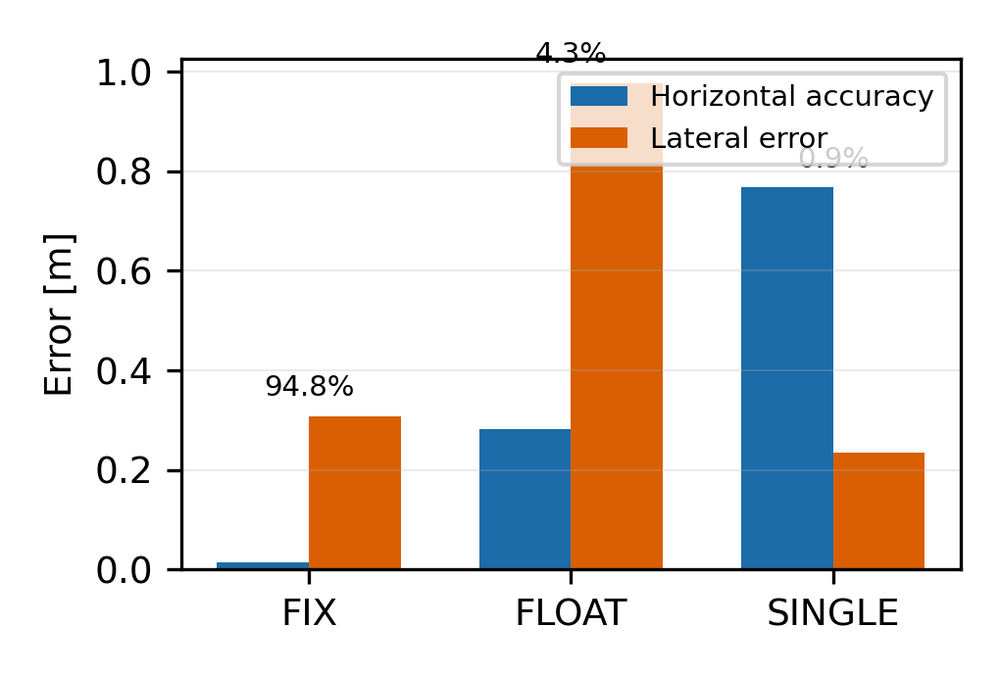 4.3%
1.0
Horizontal accuracy
Lateral error
0.9%
0.8
0.6
Error [m]
0.4
94.8%
0.2
0.0
FIX FLOAT SINGLE